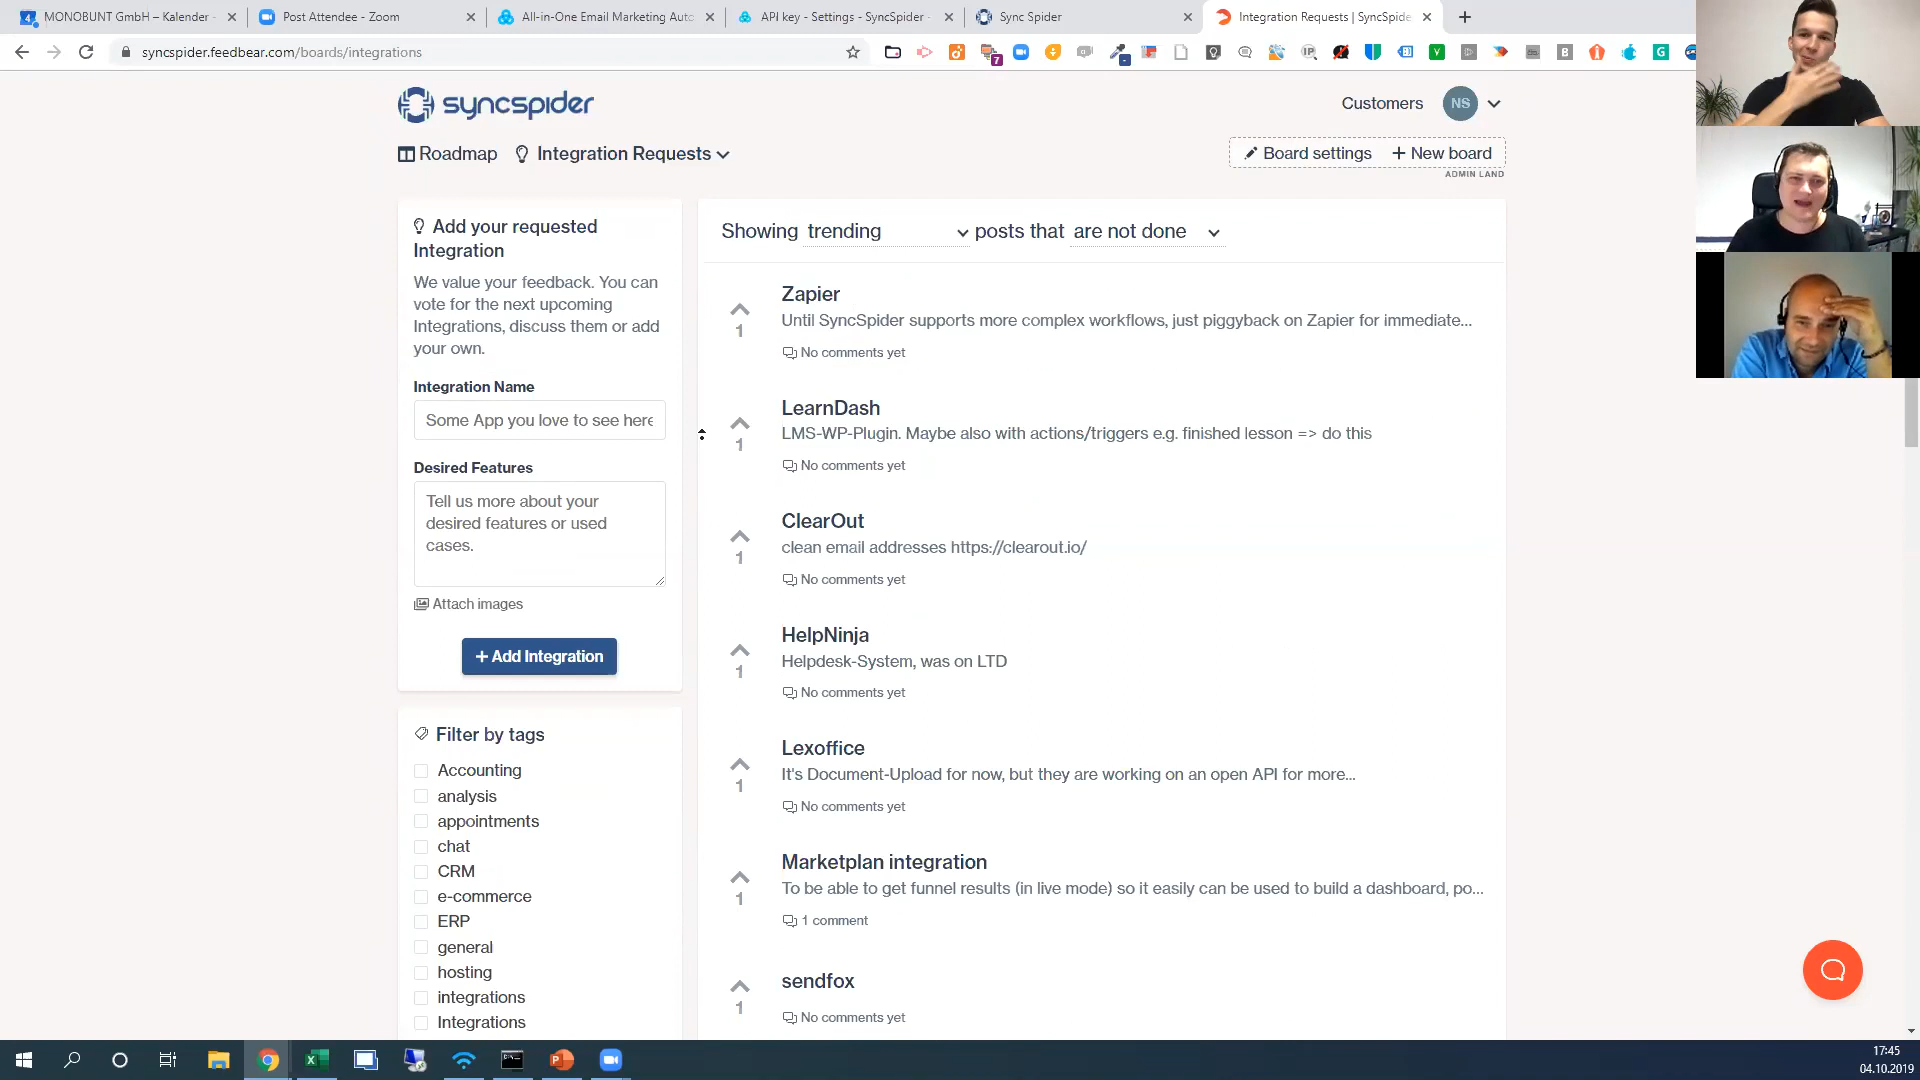 MONOBUNT GmbH – Kalender -
Post Attendee - Zoom
All-in-One Email Marketing Auto
API key - Settings - SyncSpider -
Sync Spider
Integration Requests | SyncSpide
syncspider.feedbear.com/boards/integrations
syncspider
Customers
NS
Roadmap
Integration Requests
Board settings
New board
ADMIN LAND
Add your requested
Integration
We value your feedback. You can
vote for the next upcoming
Integrations, discuss them or add
your own.
Integration Name
Some App you love to see here
Desired Features
Tell us more about your
desired features or used
cases.
Attach images
+ Add Integration
Filter by tags
Accounting
analysis
appointments
chat
CRM
e-commerce
ERP
general
hosting
integrations
Integrations
Showing trending posts that are not done
Zapier
1
Until SyncSpider supports more complex workflows, just piggyback on Zapier for immediate...
No comments yet
LearnDash
1
LMS-WP-Plugin. Maybe also with actions/triggers e.g. finished lesson => do this
No comments yet
ClearOut
1
clean email addresses https://clearout.io/
No comments yet
HelpNinja
1
Helpdesk-System, was on LTD
No comments yet
Lexoffice
1
It's Document-Upload for now, but they are working on an open API for more...
No comments yet
Marketplan integration
1
To be able to get funnel results (in live mode) so it easily can be used to build a dashboard, po...
1 comment
sendfox
1
No comments yet
17:45
04.10.2019